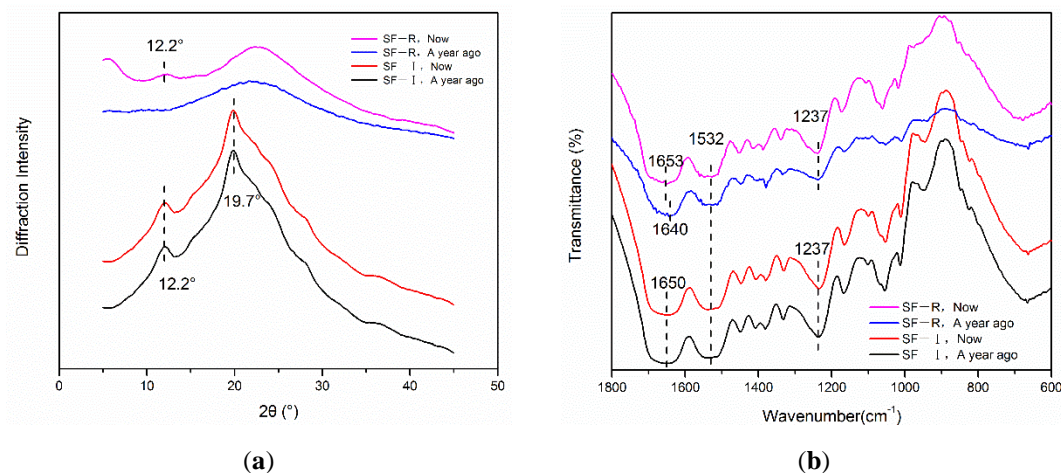 12.2°
SF-R, Now
SF-R, A year ago
SF-Ⅰ, Now
SF-Ⅰ, A year ago
19.7°
12.2°
Diffraction Intensity
0 10 20 30 40 50
2θ (°)
(a)
1532
1237
1653
1640
1650
1237
SF-R, Now
SF-R, A year ago
SF-Ⅰ, Now
SF Ⅰ, A year ago
Transmittance (%)
1800 1600 1400 1200 1000 800 600
Wavenumber(cm⁻¹)
(b)